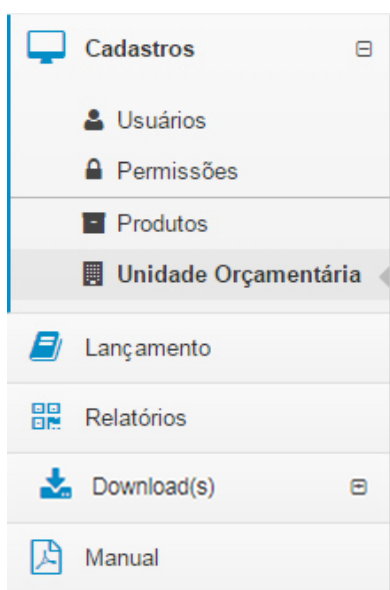 Cadastros
Usuários
Permissões
Produtos
Unidade Orçamentária
Lançamento
Relatórios
Download(s)
Manual